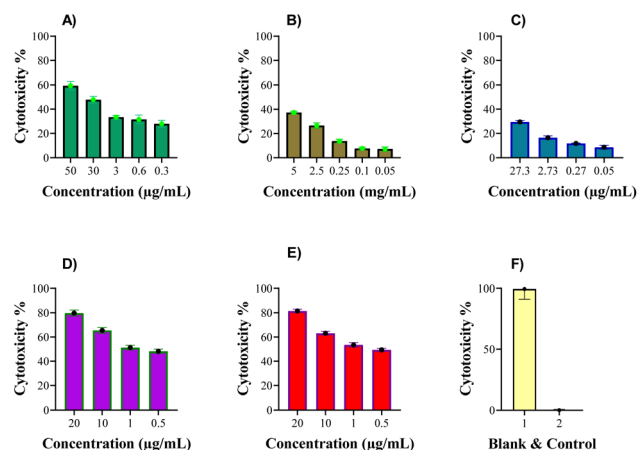 A)
Cytotoxicity %
100
80
60
40
20
0
50 30 3 0.6 0.3
Concentration (µg/mL)
B)
Cytotoxicity %
100
80
60
40
20
0
5 2.5 0.25 0.1 0.05
Concentration (mg/mL)
C)
Cytotoxicity %
100
80
60
40
20
0
27.3 2.73 0.27 0.05
Concentration (µg/mL)
D)
Cytotoxicity %
100
80
60
40
20
0
20 10 1 0.5
Concentration (µg/mL)
E)
Cytotoxicity %
100
80
60
40
20
0
20 10 1 0.5
Concentration (µg/mL)
F)
Cytotoxicity %
100
50
0
1 2
Blank & Control